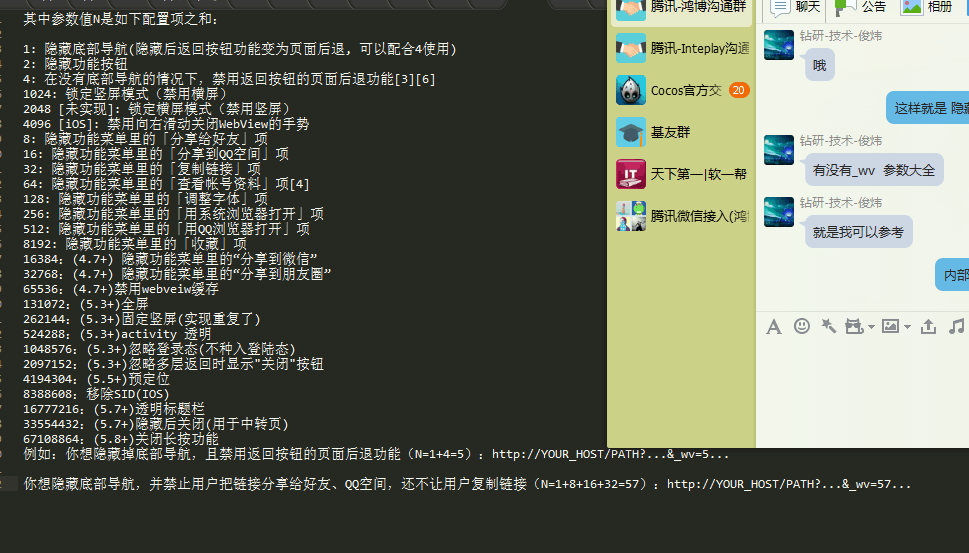 其中参数值N是如下配置项之和：
1: 隐藏底部导航(隐藏后返回按钮功能变为页面后退，可以配合4使用)
2: 隐藏功能按钮
4: 在没有底部导航的情况下，禁用返回按钮的页面后退功能[3][6]
1024: 锁定竖屏模式（禁用横屏）
2048 [未实现]: 锁定横屏模式（禁用竖屏）
4096 [iOS]: 禁用向右滑动关闭WebView的手势
8: 隐藏功能菜单里的「分享给好友」项
16: 隐藏功能菜单里的「分享到QQ空间」项
32: 隐藏功能菜单里的「复制链接」项
64: 隐藏功能菜单里的「查看帐号资料」项[4]
128: 隐藏功能菜单里的「调整字体」项
256: 隐藏功能菜单里的「用系统浏览器打开」项
512: 隐藏功能菜单里的「用QQ浏览器打开」项
8192: 隐藏功能菜单里的「收藏」项
16384；(4.7+) 隐藏功能菜单里的“分享到微信”
32768；(4.7+) 隐藏功能菜单里的“分享到朋友圈”
65536；(4.7+)禁用webveiw缓存
131072；(5.3+)全屏
262144；(5.3+)固定竖屏(实现重复了)
524288；(5.3+)activity 透明
1048576；(5.3+)忽略登录态(不种入登陆态)
2097152；(5.3+)忽略多层返回时显示"关闭"按钮
4194304；(5.5+)预定位
8388608；移除SID(IOS)
16777216；(5.7+)透明标题栏
33554432；(5.7+)隐藏后关闭(用于中转页)
67108864；(5.8+)关闭长按功能
例如：你想隐藏掉底部导航，且禁用返回按钮的页面后退功能（N=1+4=5）：http://YOUR_HOST/PATH?...&_wv=5...
你想隐藏底部导航，并禁止用户把链接分享给好友、QQ空间，还不让用户复制链接（N=1+8+16+32=57）：http://YOUR_HOST/PATH?...&_wv=57...
腾讯-鸿博沟通群
腾讯-Inteplay沟通
Cocos官方交 20
基友群
IT
天下第一|软一帮
腾讯微信接入(鸿
聊天 公告 相册
钻研-技术-俊炜
哦
这样就是 隐
钻研-技术-俊炜
有没有_wv 参数大全
钻研-技术-俊炜
就是我可以参考
内部